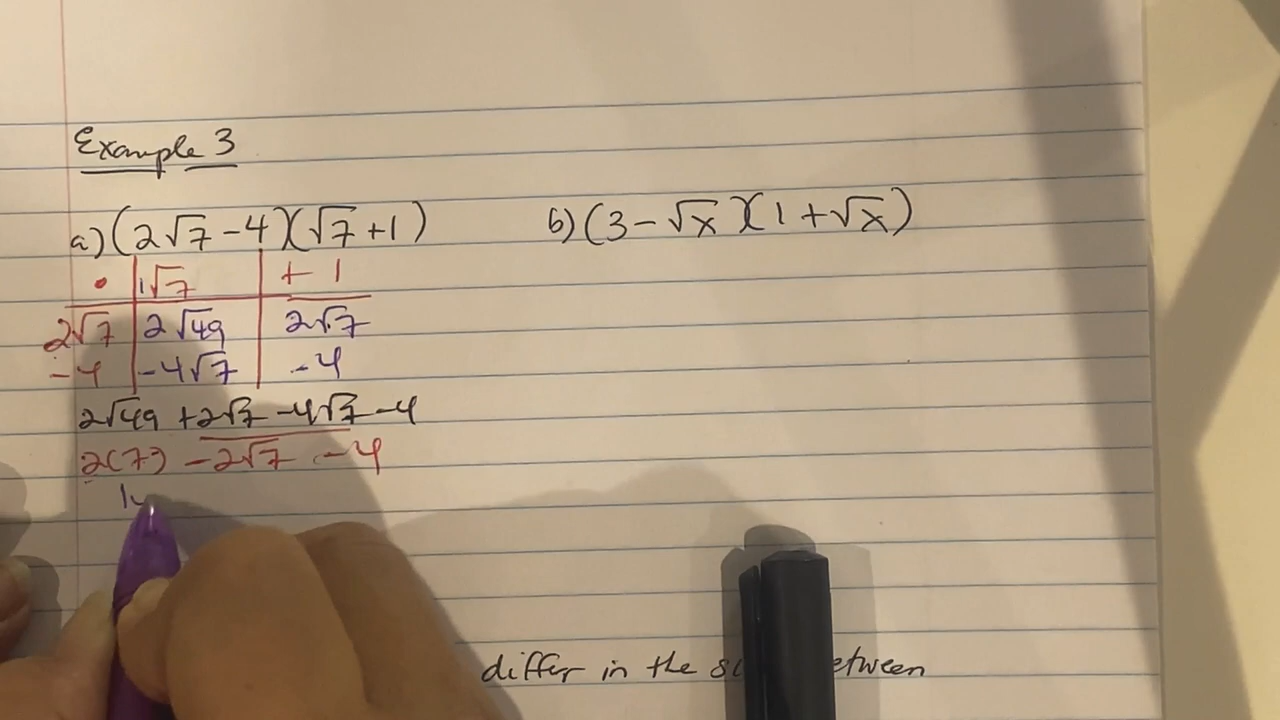 Example 3
a) (2√7 - 4)(√7 + 1)
b) (3 - √x)(1 + √x)
• 1√7 + 1
2√7 2√49 2√7
-4 -4√7 -4
2√49 + 2√7 - 4√7 - 4
2(7) - 2√7 - 4
differ in the